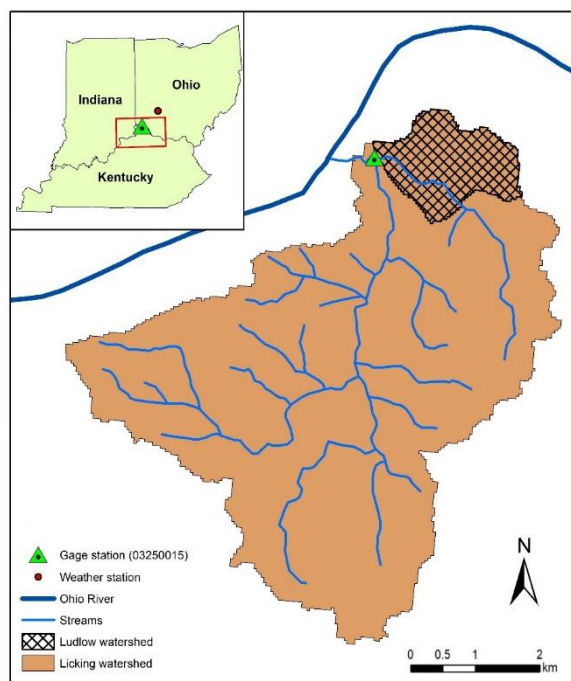 Indiana
Ohio
Kentucky
Gage station (03250015)
Weather station
Ohio River
Streams
Ludlow watershed
Licking watershed
N
0 0.5 1 2
km